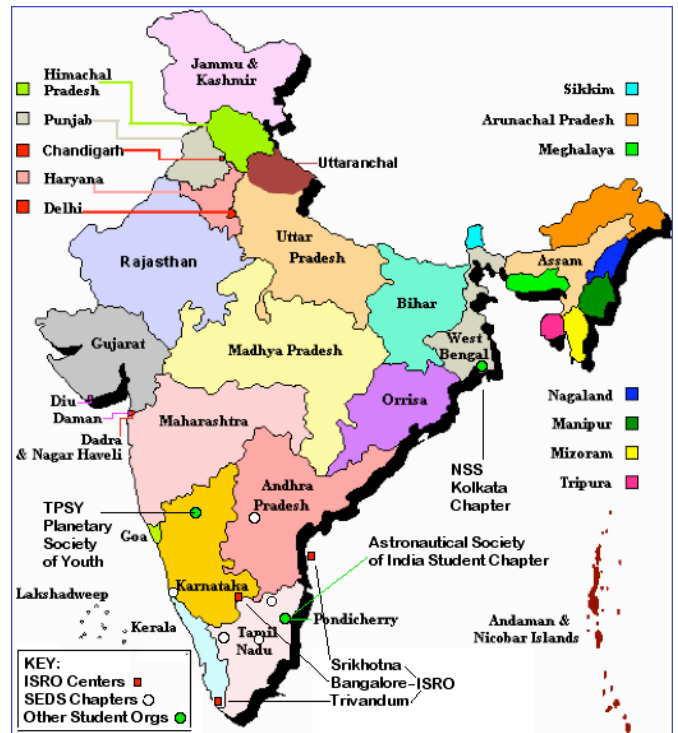 Jammu &
Kashmir
Himachal
Pradesh
Punjab
Chandigarh
Haryana
Delhi
Uttaranchal
Sikkim
Arunachal Pradesh
Meghalaya
Rajasthan
Uttar
Pradesh
Assam
Bihar
Gujarat
Madhya Pradesh
West
Bengal
Diu
Daman
Dadra
& Nagar Haveli
Maharashtra
Orrisa
Nagaland
Manipur
Mizoram
Tripura
NSS
Kolkata
Chapter
TPSY
Planetary
Society
of Youth
Andhra
Pradesh
Goa
Astronautical Society
of India Student Chapter
Karnataka
Lakshadweep
Kerala
Tamil
Nadu
Pondicherry
Andaman &
Nicobar Islands
Srikhotna
Bangalore-ISRO
Trivandum
KEY:
ISRO Centers
SEDS Chapters
Other Student Orgs